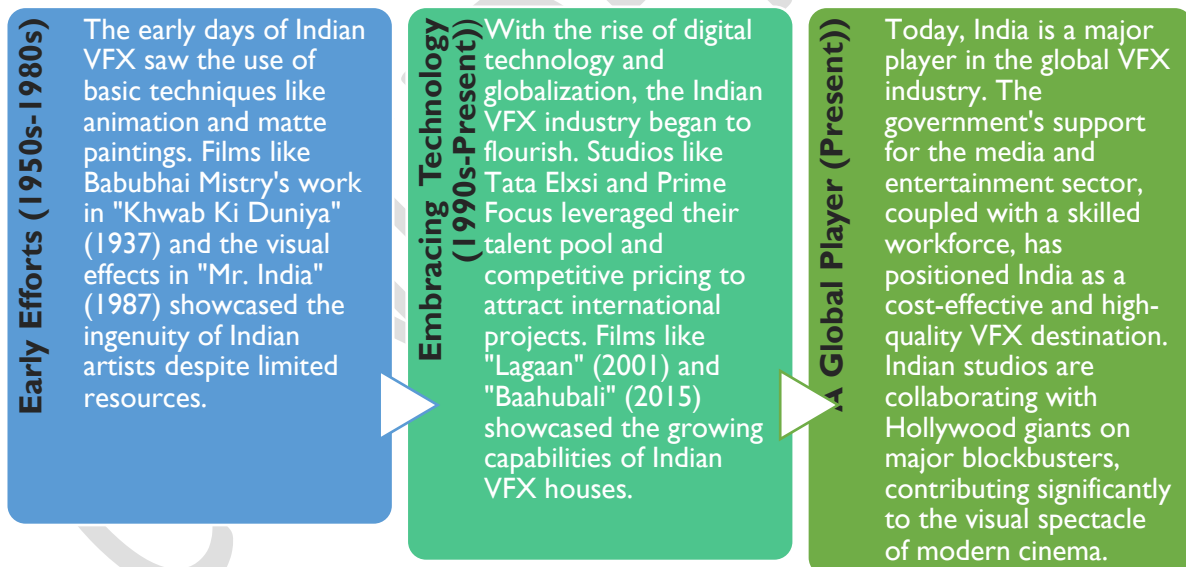 Early Efforts (1950s-1980s)
The early days of Indian
VFX saw the use of
basic techniques like
animation and matte
paintings. Films like
Babubhai Mistry's work
in "Khwab Ki Duniya"
(1937) and the visual
effects in "Mr. India"
(1987) showcased the
ingenuity of Indian
artists despite limited
resources.
Embracing Technology
(1990s-Present))
With the rise of digital
technology and
globalization, the Indian
VFX industry began to
flourish. Studios like
Tata Elxsi and Prime
Focus leveraged their
talent pool and
competitive pricing to
attract international
projects. Films like
"Lagaan" (2001) and
"Baahubali" (2015)
showcased the growing
capabilities of Indian
VFX houses.
A Global Player (Present))
Today, India is a major
player in the global VFX
industry. The
government's support
for the media and
entertainment sector,
coupled with a skilled
workforce, has
positioned India as a
cost-effective and high-
quality VFX destination.
Indian studios are
collaborating with
Hollywood giants on
major blockbusters,
contributing significantly
to the visual spectacle
of modern cinema.